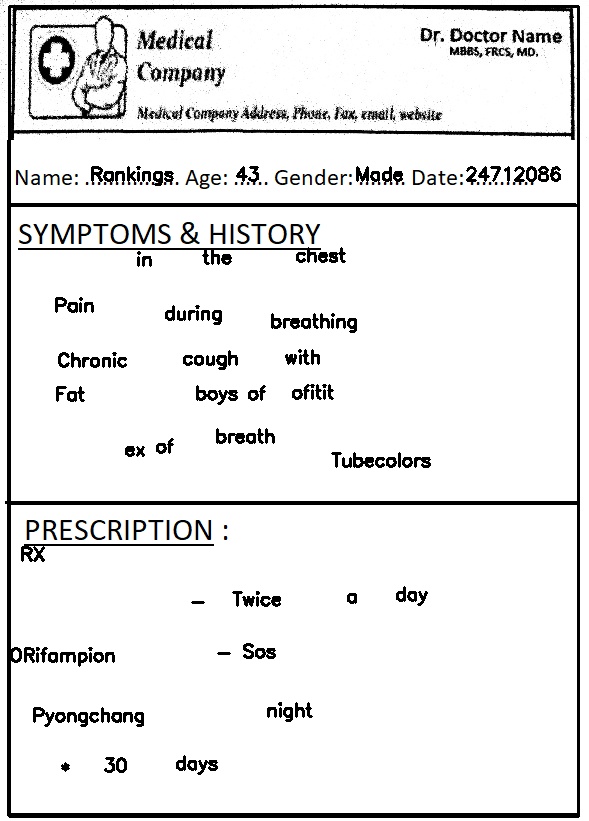 Medical
Company
Dr. Doctor Name
MBBS, FRCS, MD.
Medical Company Address, Phone, Fax, email, website
Name: Rankings Age: 43 Gender: Made Date: 24712086
SYMPTOMS & HISTORY
in the chest
Pain during breathing
Chronic cough with
Fat boys of ofitit
ex of breath
Tubecolors
PRESCRIPTION :
RX
– Twice a day
ORifampion – Sos
Pyongchang night
* 30 days